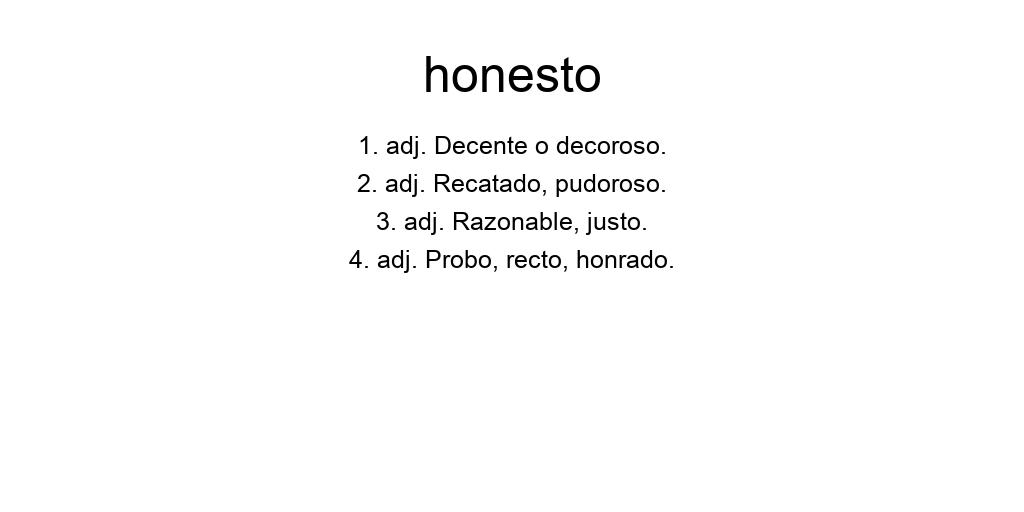 honesto
1. adj. Decente o decoroso.
2. adj. Recatado, pudoroso.
3. adj. Razonable, justo.
4. adj. Probo, recto, honrado.